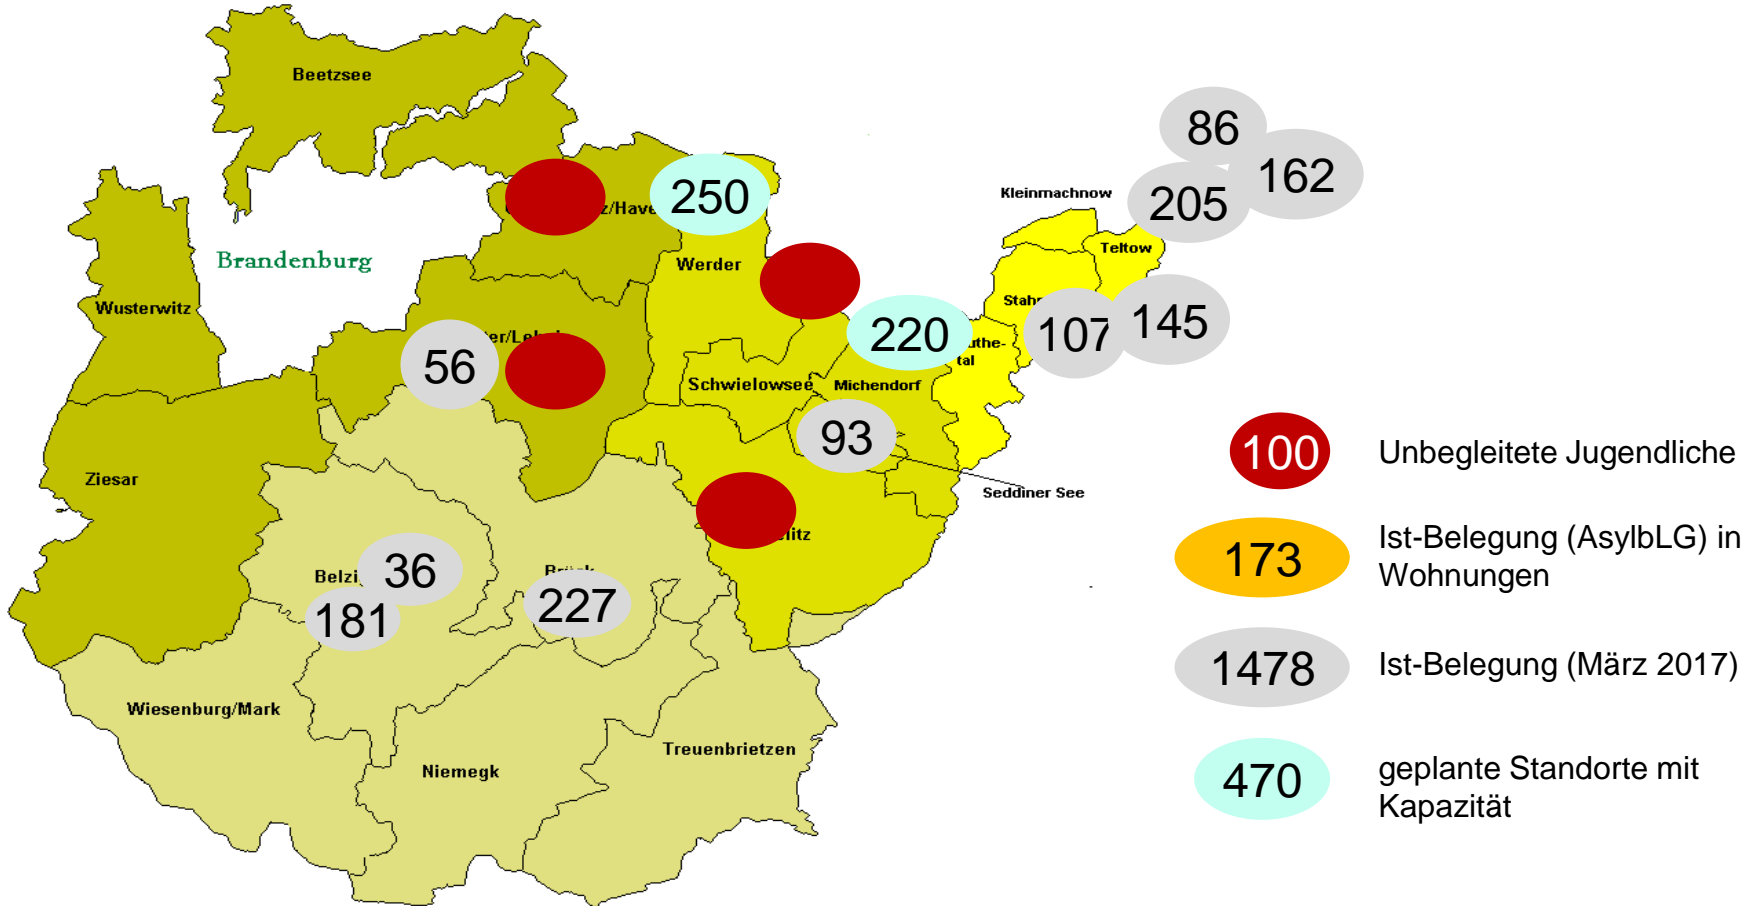 Beetzsee
86
162
250
Kleinmachnow
205
Werder
Teltow
Brandenburg
Wusterwitz
220
107
145
56
Schwielowsee
Michendorf
tal
93
100 Unbegleitete Jugendliche
Ziesar
Seddiner See
173 Ist-Belegung (AsylbLG) in
Wohnungen
36
181
227
1478 Ist-Belegung (März 2017)
Wiesenburg/Mark
Treuenbrietzen
Niemegk
470 geplante Standorte mit
Kapazität